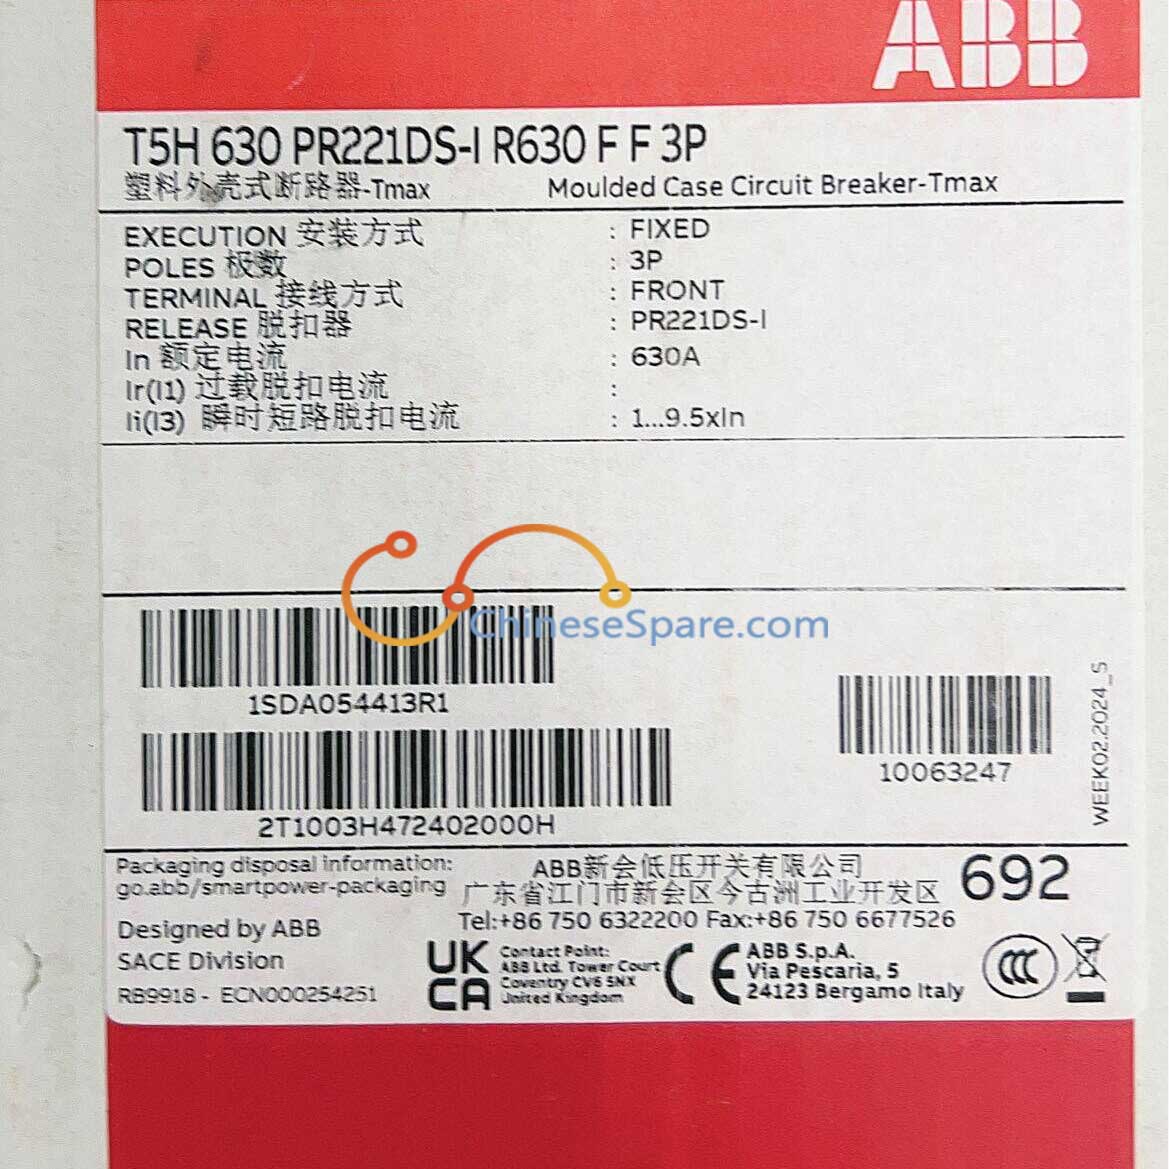 ABB
T5H 630 PR221DS-I R630 F F 3P
塑料外壳式断路器-Tmax Moulded Case Circuit Breaker-Tmax
EXECUTION 安装方式 : FIXED
POLES 极数 : 3P
TERMINAL 接线方式 : FRONT
RELEASE 脱扣器 : PR221DS-I
In 额定电流 : 630A
Ir(I1) 过载脱扣电流 :
Ii(I3) 瞬时短路脱扣电流 : 1...9.5xIn
ChineseSpare.com
1SDA054413R1
10063247
WEEK02.2024_S
2T1003H472402000H
Packaging disposal information:
go.abb/smartpower-packaging
ABB新会低压开关有限公司
广东省江门市新会区今古洲工业开发区
692
Tel:+86 750 6322200 Fax:+86 750 6677526
Designed by ABB
SACE Division
RB9918 - ECN000254251
UK
CA
Contact Point:
ABB Ltd. Tower Court
Coventry CV6 5NX
United Kingdom
CE
ABB S.p.A.
Via Pescaria, 5
24123 Bergamo Italy
CCC